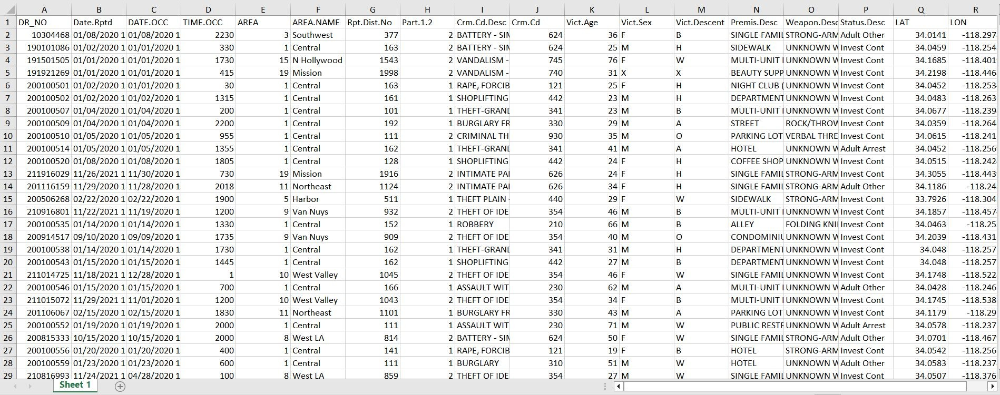 A B C D E F G H I J K L M N O P Q R
1 DR_NO Date.Rptd DATE.OCC TIME.OCC AREA AREA.NAME Rpt.Dist.No Part.1.2 Crm.Cd.Desc Crm.Cd Vict.Age Vict.Sex Vict.Descent Premis.Desc Weapon.Desc Status.Desc LAT LON
2 10304468 01/08/2020 1 01/08/2020 1 2230 3 Southwest 377 2 BATTERY - SIM 624 36 F B SINGLE FAMIL STRONG-ARM Adult Other 34.0141 -118.297
3 190101086 01/02/2020 1 01/01/2020 1 330 1 Central 163 2 BATTERY - SIM 624 25 M H SIDEWALK UNKNOWN W Invest Cont 34.0459 -118.254
4 191501505 01/01/2020 1 01/01/2020 1 1730 15 N Hollywood 1543 2 VANDALISM - 745 76 F W MULTI-UNIT UNKNOWN W Invest Cont 34.1685 -118.401
5 191921269 01/01/2020 1 01/01/2020 1 415 19 Mission 1998 2 VANDALISM - 740 31 X X BEAUTY SUPP UNKNOWN W Invest Cont 34.2198 -118.446
6 200100501 01/02/2020 1 01/01/2020 1 30 1 Central 163 1 RAPE, FORCIB 121 25 F H NIGHT CLUB ( UNKNOWN W Invest Cont 34.0452 -118.253
7 200100502 01/02/2020 1 01/02/2020 1 1315 1 Central 161 1 SHOPLIFTING 442 23 M H DEPARTMENT UNKNOWN W Invest Cont 34.0483 -118.263
8 200100507 01/04/2020 1 01/04/2020 1 200 1 Central 101 1 THEFT-GRAND 341 23 M B MULTI-UNIT UNKNOWN W Invest Cont 34.0677 -118.239
9 200100509 01/04/2020 1 01/04/2020 1 2200 1 Central 192 1 BURGLARY FR 330 29 M A STREET ROCK/THROW Invest Cont 34.0359 -118.264
10 200100510 01/05/2020 1 01/05/2020 1 955 1 Central 111 2 CRIMINAL TH 930 35 M O PARKING LOT VERBAL THRE Invest Cont 34.0615 -118.241
11 200100514 01/05/2020 1 01/05/2020 1 1355 1 Central 162 1 THEFT-GRAND 341 41 M A HOTEL UNKNOWN W Adult Arrest 34.0452 -118.256
12 200100520 01/08/2020 1 01/08/2020 1 1805 1 Central 128 1 SHOPLIFTING 442 24 F H COFFEE SHOP UNKNOWN W Invest Cont 34.0515 -118.242
13 211916029 11/26/2021 1 11/30/2020 1 730 19 Mission 1916 2 INTIMATE PA 626 24 F H SINGLE FAMIL STRONG-ARM Invest Cont 34.3055 -118.443
14 201116159 11/29/2020 1 11/28/2020 1 2018 11 Northeast 1124 2 INTIMATE PA 626 34 F H SINGLE FAMIL STRONG-ARM Adult Other 34.1186 -118.24
15 200506268 02/22/2020 1 02/22/2020 1 1900 5 Harbor 511 1 THEFT PLAIN - 440 29 F W SIDEWALK STRONG-ARM Invest Cont 33.7926 -118.304
16 210916801 11/22/2021 1 11/19/2020 1 1200 9 Van Nuys 932 2 THEFT OF IDE 354 46 M B MULTI-UNIT UNKNOWN W Invest Cont 34.1857 -118.457
17 200100535 01/14/2020 1 01/14/2020 1 1330 1 Central 152 1 ROBBERY 210 66 M B ALLEY FOLDING KNI Invest Cont 34.0463 -118.25
18 200914517 09/10/2020 1 09/09/2020 1 1735 9 Van Nuys 909 2 THEFT OF IDE 354 40 M O CONDOMINIU UNKNOWN W Invest Cont 34.2039 -118.431
19 200100538 01/14/2020 1 01/14/2020 1 1730 1 Central 162 1 THEFT-GRAND 341 31 M H DEPARTMENT UNKNOWN W Invest Cont 34.048 -118.257
20 200100543 01/15/2020 1 01/15/2020 1 1445 1 Central 162 1 SHOPLIFTING 442 27 M B DEPARTMENT UNKNOWN W Invest Cont 34.048 -118.257
21 211014725 11/18/2021 1 12/28/2020 1 1 10 West Valley 1045 2 THEFT OF IDE 354 46 F W SINGLE FAMIL UNKNOWN W Invest Cont 34.1748 -118.522
22 200100546 01/15/2020 1 01/15/2020 1 700 1 Central 166 1 ASSAULT WIT 230 62 M A MULTI-UNIT UNKNOWN W Adult Other 34.0428 -118.246
23 211015072 11/29/2021 1 11/01/2020 1 1200 10 West Valley 1043 2 THEFT OF IDE 354 34 F B MULTI-UNIT UNKNOWN W Invest Cont 34.1745 -118.538
24 201106067 02/15/2020 1 02/15/2020 1 1830 11 Northeast 1101 1 BURGLARY FR 330 43 M A PARKING LOT UNKNOWN W Invest Cont 34.1179 -118.29
25 200100552 01/19/2020 1 01/19/2020 1 2000 1 Central 111 1 ASSAULT WIT 230 71 M W PUBLIC RESTR UNKNOWN W Adult Arrest 34.0578 -118.237
26 200815333 10/15/2020 1 10/15/2020 1 2000 8 West LA 814 2 BATTERY - SIM 624 50 F W SINGLE FAMIL STRONG-ARM Adult Other 34.0701 -118.467
27 200100556 01/20/2020 1 01/20/2020 1 400 1 Central 141 1 RAPE, FORCIB 121 19 F B HOTEL STRONG-ARM Invest Cont 34.0542 -118.256
28 200100559 01/23/2020 1 01/23/2020 1 600 1 Central 111 1 BURGLARY 310 51 M W HOTEL UNKNOWN W Adult Other 34.0583 -118.237
29 210816993 11/24/2021 1 04/28/2020 1 100 8 West LA 859 2 THEFT OF IDE 354 27 M W SINGLE FAMIL UNKNOWN W Invest Cont 34.0507 -118.376
Sheet 1